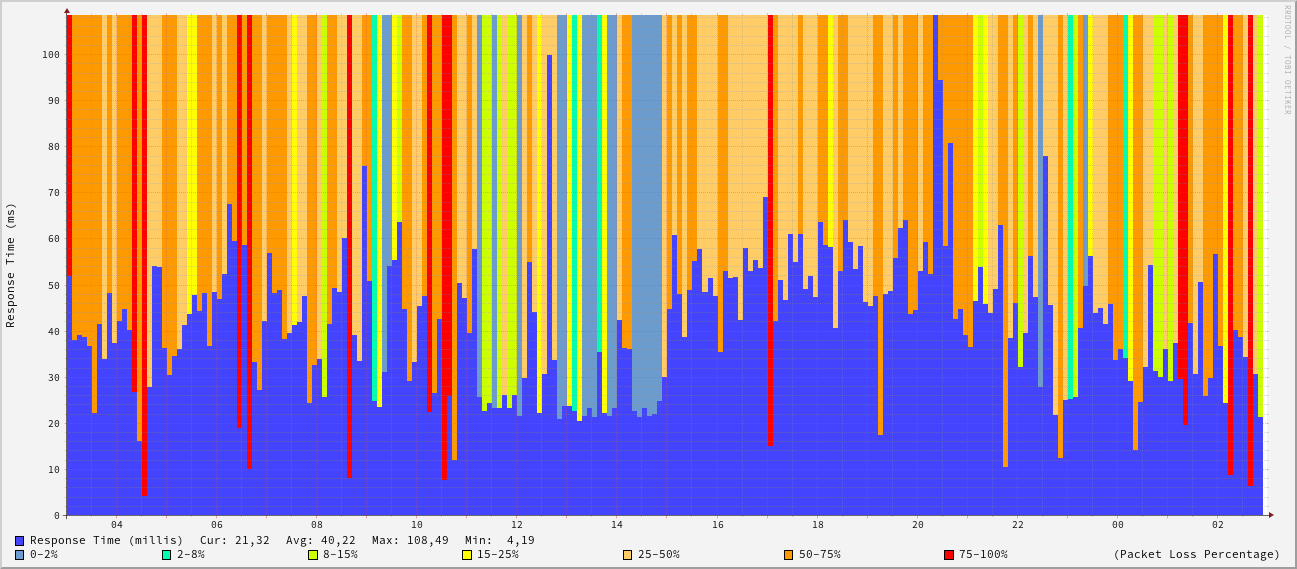 RRDTOOL / TOBI OETIKER
Response Time (ms)
100
90
80
70
60
50
40
30
20
10
0
04 06 08 10 12 14 16 18 20 22 00 02
Response Time (millis) Cur: 21,32 Avg: 40,22 Max: 108,49 Min: 4,19
0-2% 2-8% 8-15% 15-25% 25-50% 50-75% 75-100% (Packet Loss Percentage)